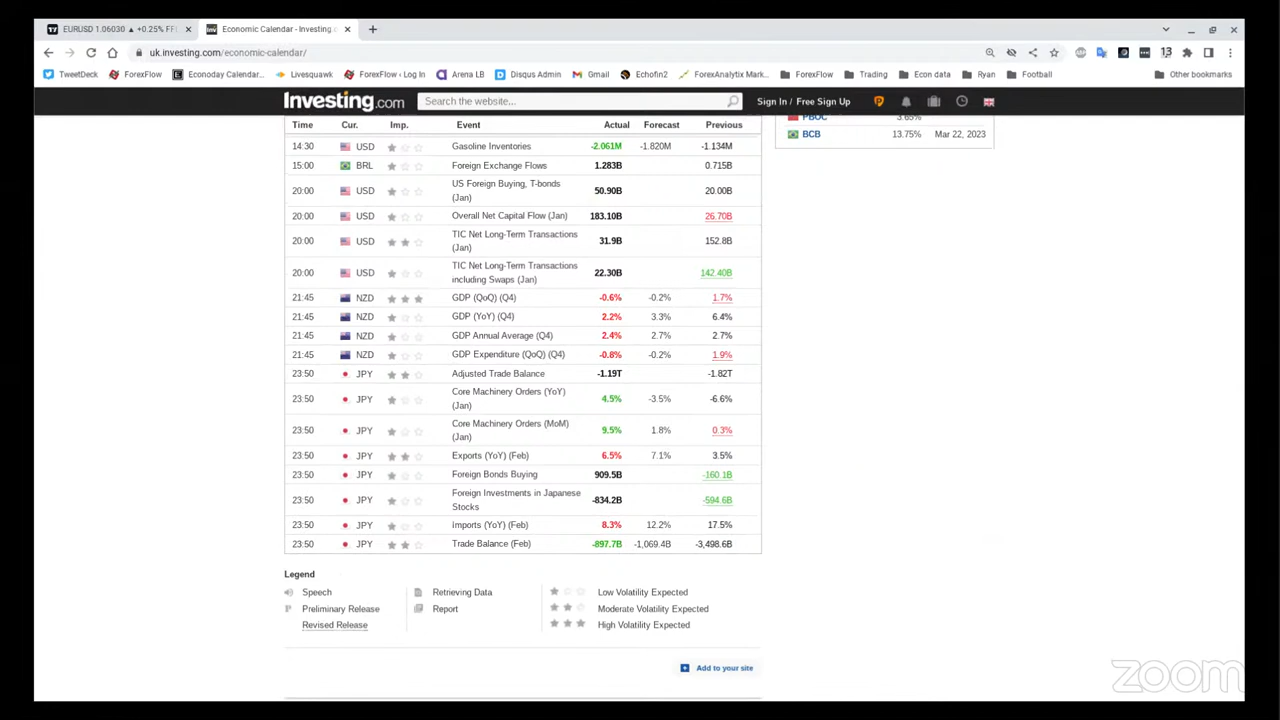 EURUSD 1.06030 ▲ +0.25% FF
Economic Calendar - Investing.c
uk.investing.com/economic-calendar/
13
TweetDeck ForexFlow Econoday Calendar... Livesquawk ForexFlow ‹ Log In Arena LB Disqus Admin Gmail Echofin2 ForexAnalytix Mark... ForexFlow Trading Econ data Ryan Football Other bookmarks
Investing.com Search the website... Sign In / Free Sign Up
Time Cur. Imp. Event Actual Forecast Previous
PBOC 3.65%
BCB 13.75% Mar 22, 2023
14:30 USD Gasoline Inventories -2.061M -1.820M -1.134M
15:00 BRL Foreign Exchange Flows 1.283B 0.715B
20:00 USD US Foreign Buying, T-bonds (Jan) 50.90B 20.00B
20:00 USD Overall Net Capital Flow (Jan) 183.10B 26.70B
20:00 USD TIC Net Long-Term Transactions (Jan) 31.9B 152.8B
20:00 USD TIC Net Long-Term Transactions including Swaps (Jan) 22.30B 142.40B
21:45 NZD GDP (QoQ) (Q4) -0.6% -0.2% 1.7%
21:45 NZD GDP (YoY) (Q4) 2.2% 3.3% 6.4%
21:45 NZD GDP Annual Average (Q4) 2.4% 2.7% 2.7%
21:45 NZD GDP Expenditure (QoQ) (Q4) -0.8% -0.2% 1.9%
23:50 JPY Adjusted Trade Balance -1.19T -1.82T
23:50 JPY Core Machinery Orders (YoY) (Jan) 4.5% -3.5% -6.6%
23:50 JPY Core Machinery Orders (MoM) (Jan) 9.5% 1.8% 0.3%
23:50 JPY Exports (YoY) (Feb) 6.5% 7.1% 3.5%
23:50 JPY Foreign Bonds Buying 909.5B -160.1B
23:50 JPY Foreign Investments in Japanese Stocks -834.2B -594.6B
23:50 JPY Imports (YoY) (Feb) 8.3% 12.2% 17.5%
23:50 JPY Trade Balance (Feb) -897.7B -1,069.4B -3,498.6B
Legend
Speech Retrieving Data Low Volatility Expected
Preliminary Release Report Moderate Volatility Expected
Revised Release High Volatility Expected
Add to your site
zoom